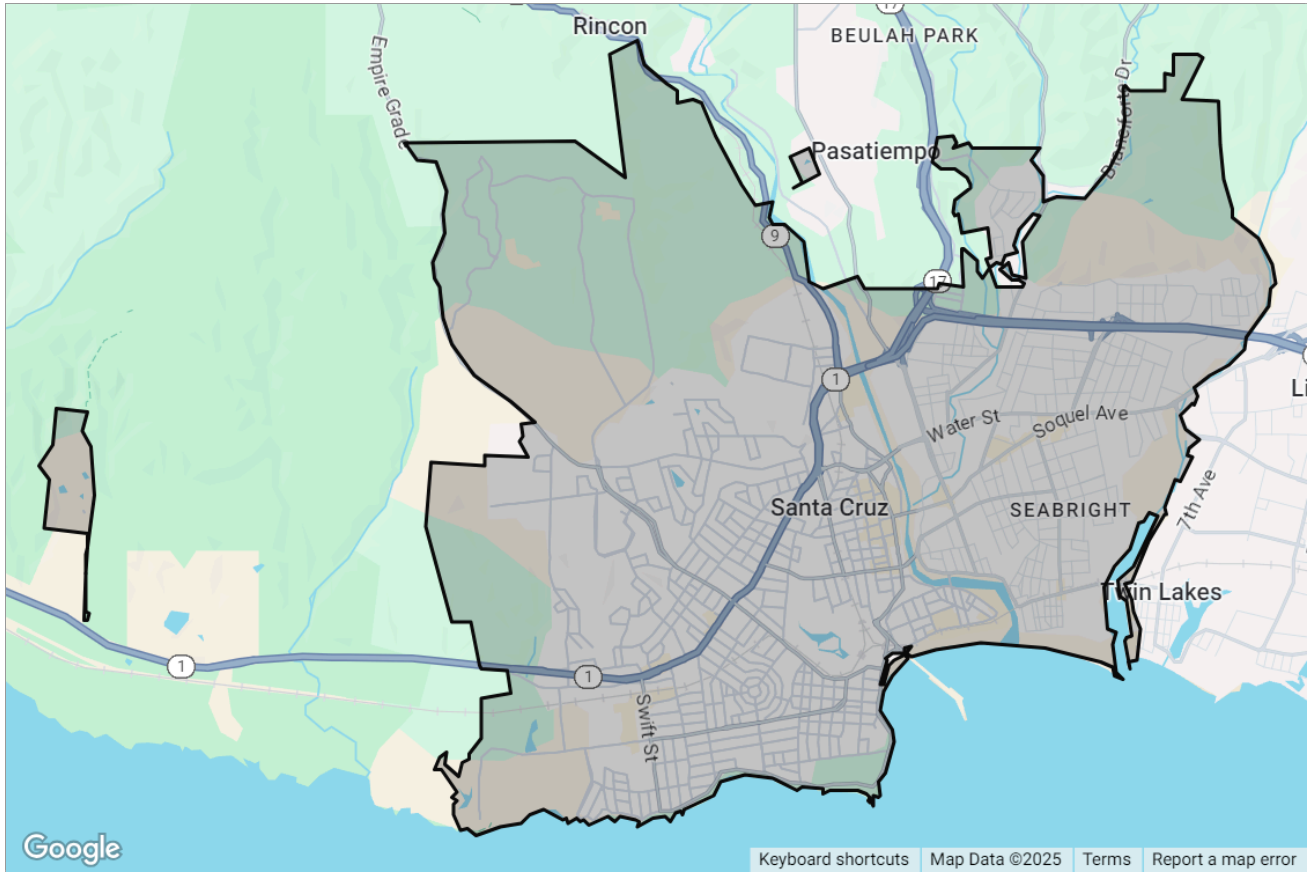 17
Rincon
BEULAH PARK
Empire Grade
Branciforte Dr
Pasatiempo
9
17
1
Li
Water St
Soquel Ave
Santa Cruz
SEABRIGHT
7th Ave
Twin Lakes
1
1
Swift St
Google
Keyboard shortcuts
Map Data ©2025
Terms
Report a map error